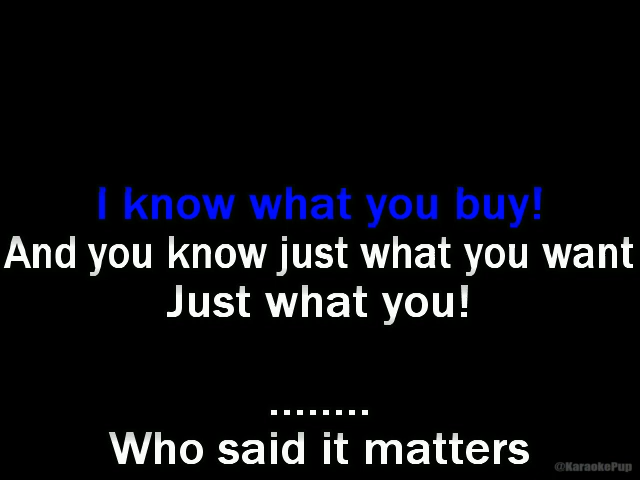 I know what you buy!
And you know just what you want
Just what you!
........
Who said it matters
@KaraokePup